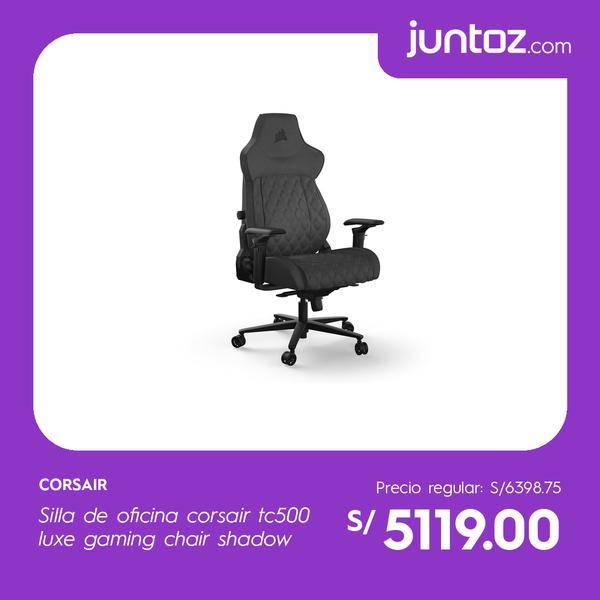 juntoz.com
CORSAIR
Silla de oficina corsair tc500
luxe gaming chair shadow
Precio regular: S/6398.75
S/ 5119.00